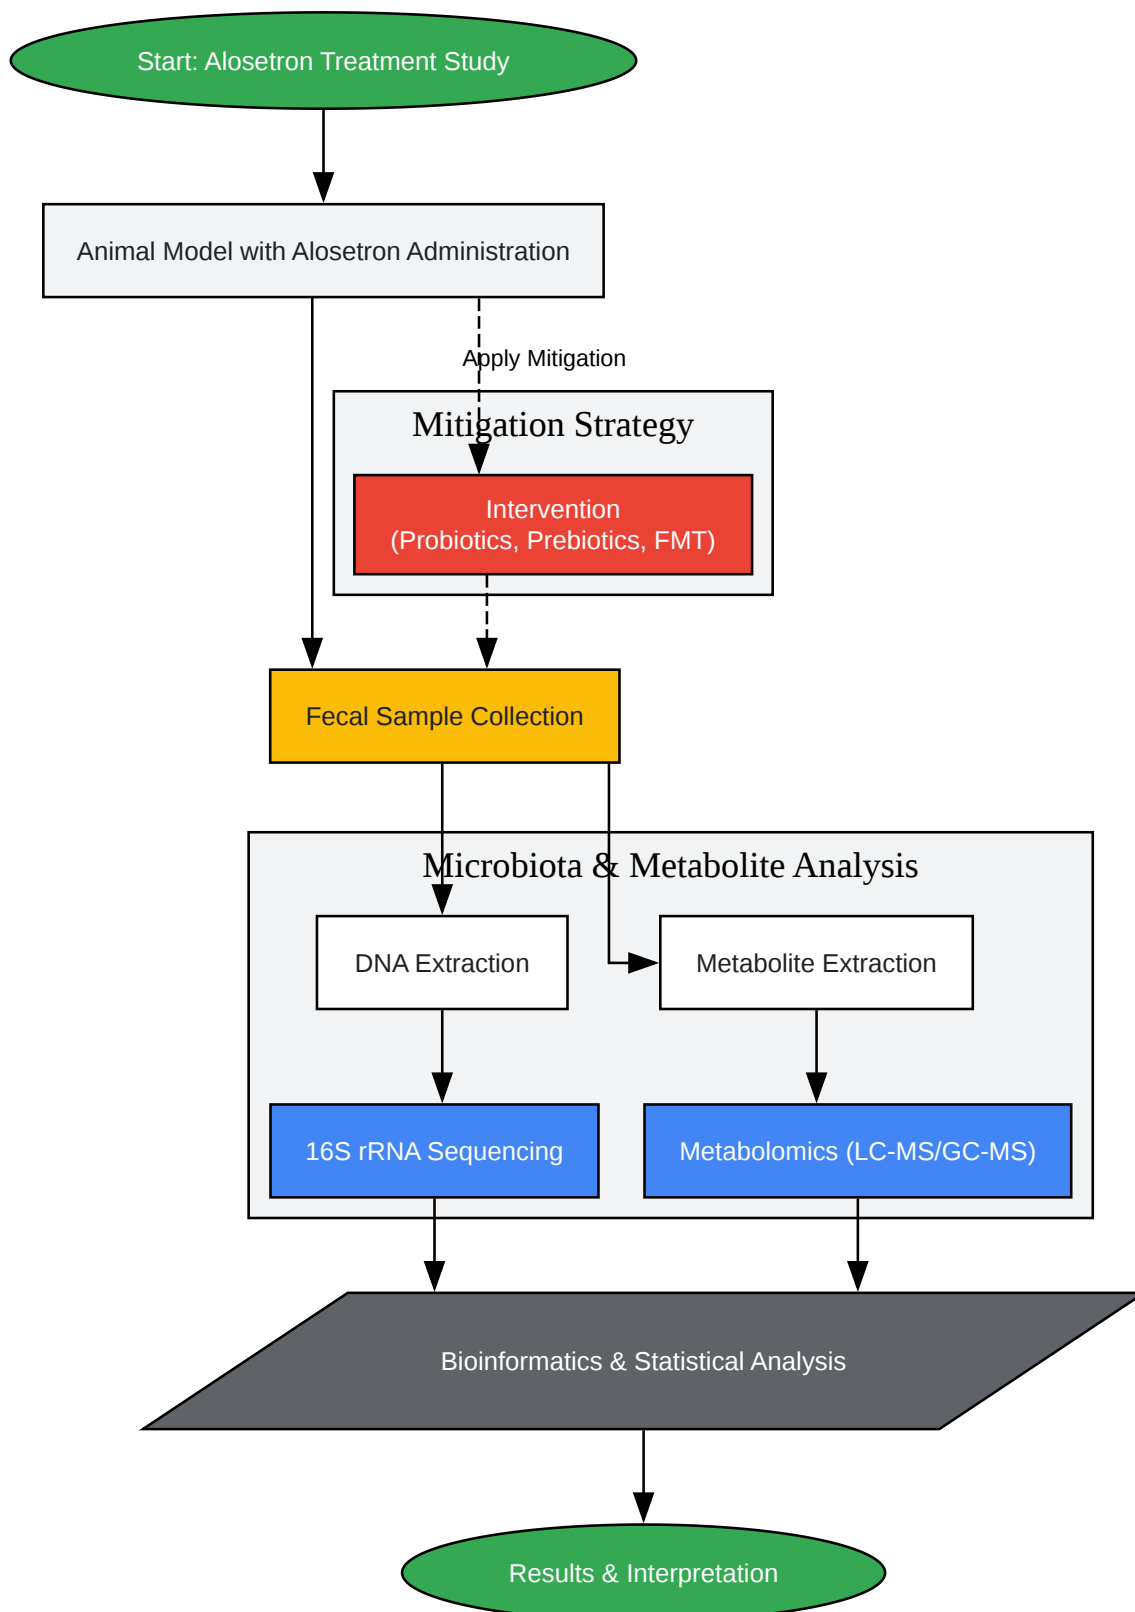 Start: Alosetron Treatment Study
Animal Model with Alosetron Administration
Apply Mitigation
Mitigation Strategy
Intervention
(Probiotics, Prebiotics, FMT)
Fecal Sample Collection
Microbiota & Metabolite Analysis
DNA Extraction
Metabolite Extraction
16S rRNA Sequencing
Metabolomics (LC-MS/GC-MS)
Bioinformatics & Statistical Analysis
Results & Interpretation